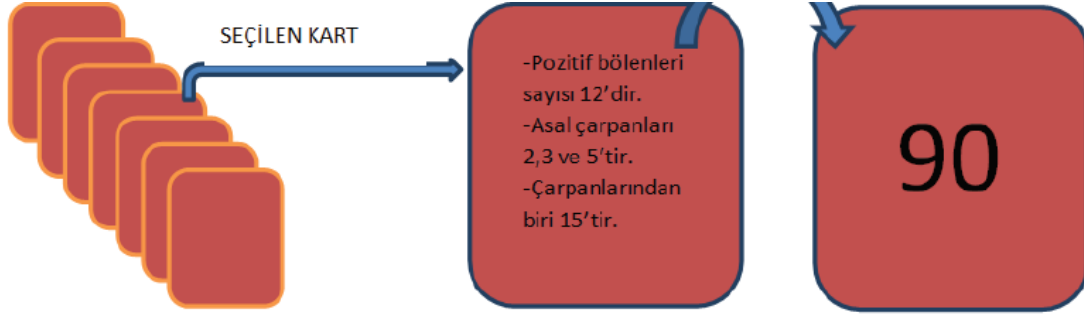 SEÇİLEN KART
-Pozitif bölenleri
sayısı 12'dir.
-Asal çarpanları
2,3 ve 5'tir.
-Çarpanlarından
biri 15'tir.
90